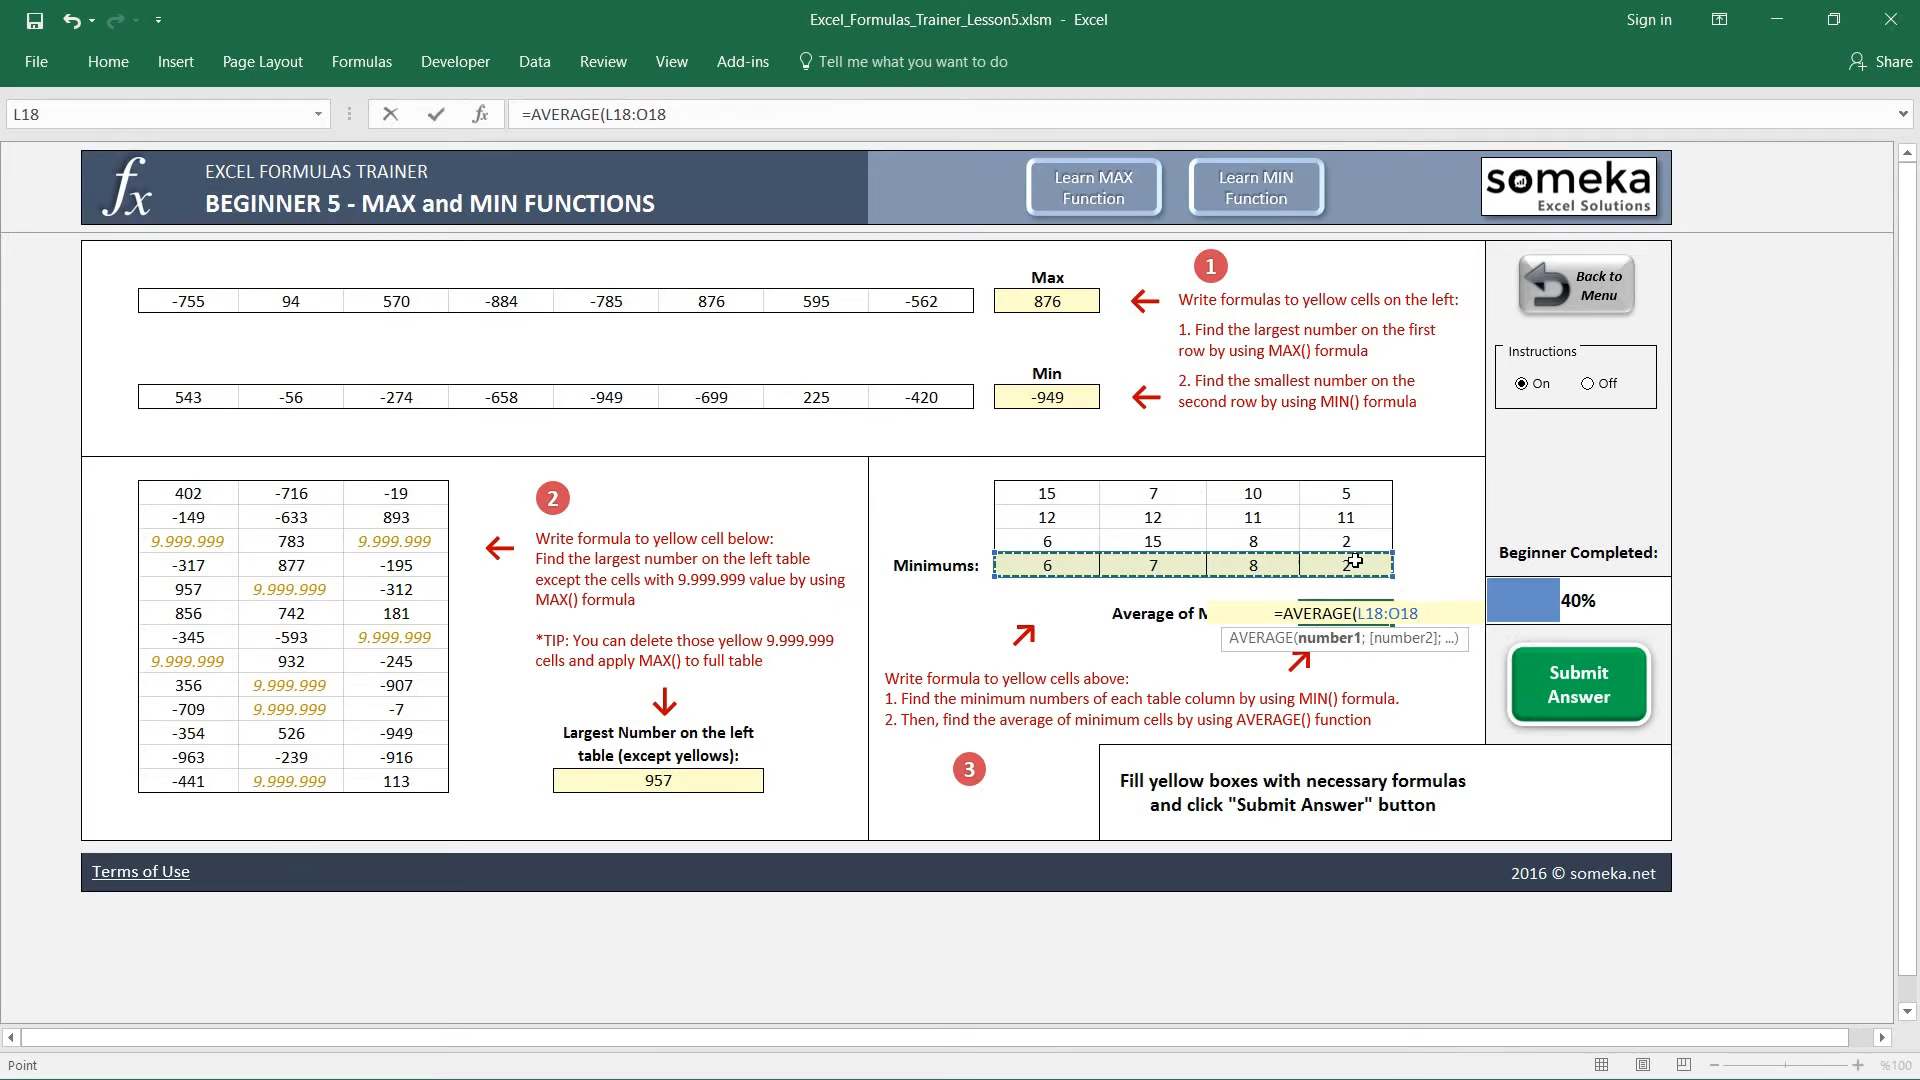 Excel_Formulas_Trainer_Lesson5.xlsm - Excel
Sign in
File Home Insert Page Layout Formulas Developer Data Review View Add-ins Tell me what you want to do Share
L18 fx =AVERAGE(L18:O18
fx
EXCEL FORMULAS TRAINER
BEGINNER 5 - MAX and MIN FUNCTIONS
Learn MAX
Function
Learn MIN
Function
someka
Excel Solutions
Max
-755 94 570 -884 -785 876 595 -562 876
Min
543 -56 -274 -658 -949 -699 225 -420 -949
1
Write formulas to yellow cells on the left:
1. Find the largest number on the first
row by using MAX() formula
2. Find the smallest number on the
second row by using MIN() formula
Back to
Menu
Instructions
On Off
402 -716 -19
-149 -633 893
9.999.999 783 9.999.999
-317 877 -195
957 9.999.999 -312
856 742 181
-345 -593 9.999.999
9.999.999 932 -245
356 9.999.999 -907
-709 9.999.999 -7
-354 526 -949
-963 -239 -916
-441 9.999.999 113
2
Write formula to yellow cell below:
Find the largest number on the left table
except the cells with 9.999.999 value by using
MAX() formula
*TIP: You can delete those yellow 9.999.999
cells and apply MAX() to full table
Largest Number on the left
table (except yellows):
957
15 7 10 5
12 12 11 11
6 15 8 2
Minimums: 6 7 8 2
Average of M =AVERAGE(L18:O18
AVERAGE(number1; [number2]; ...)
Write formula to yellow cells above:
1. Find the minimum numbers of each table column by using MIN() formula.
2. Then, find the average of minimum cells by using AVERAGE() function
3
Beginner Completed:
40%
Submit
Answer
Fill yellow boxes with necessary formulas
and click "Submit Answer" button
Terms of Use
2016 © someka.net
Point
%100